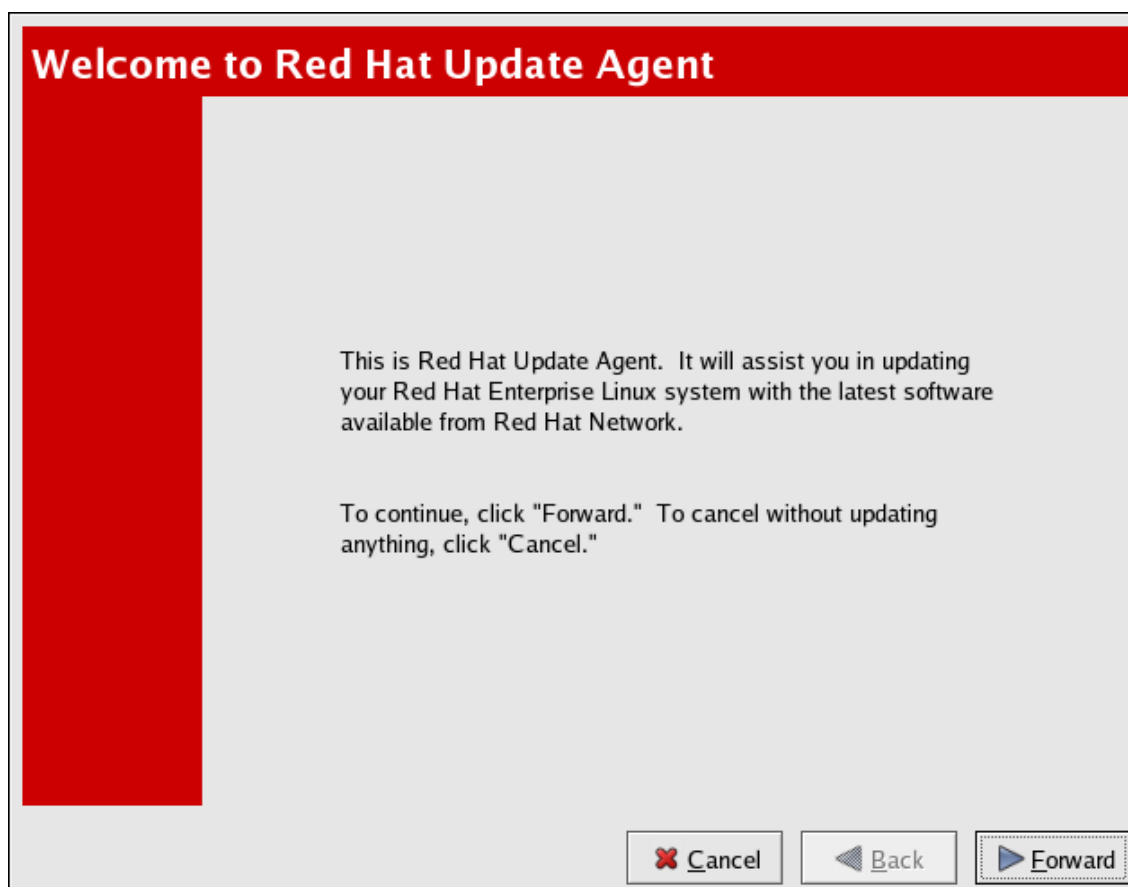 Welcome to Red Hat Update Agent
This is Red Hat Update Agent.  It will assist you in updating
your Red Hat Enterprise Linux system with the latest software
available from Red Hat Network.
To continue, click "Forward."  To cancel without updating
anything, click "Cancel."
Cancel
Back
Forward